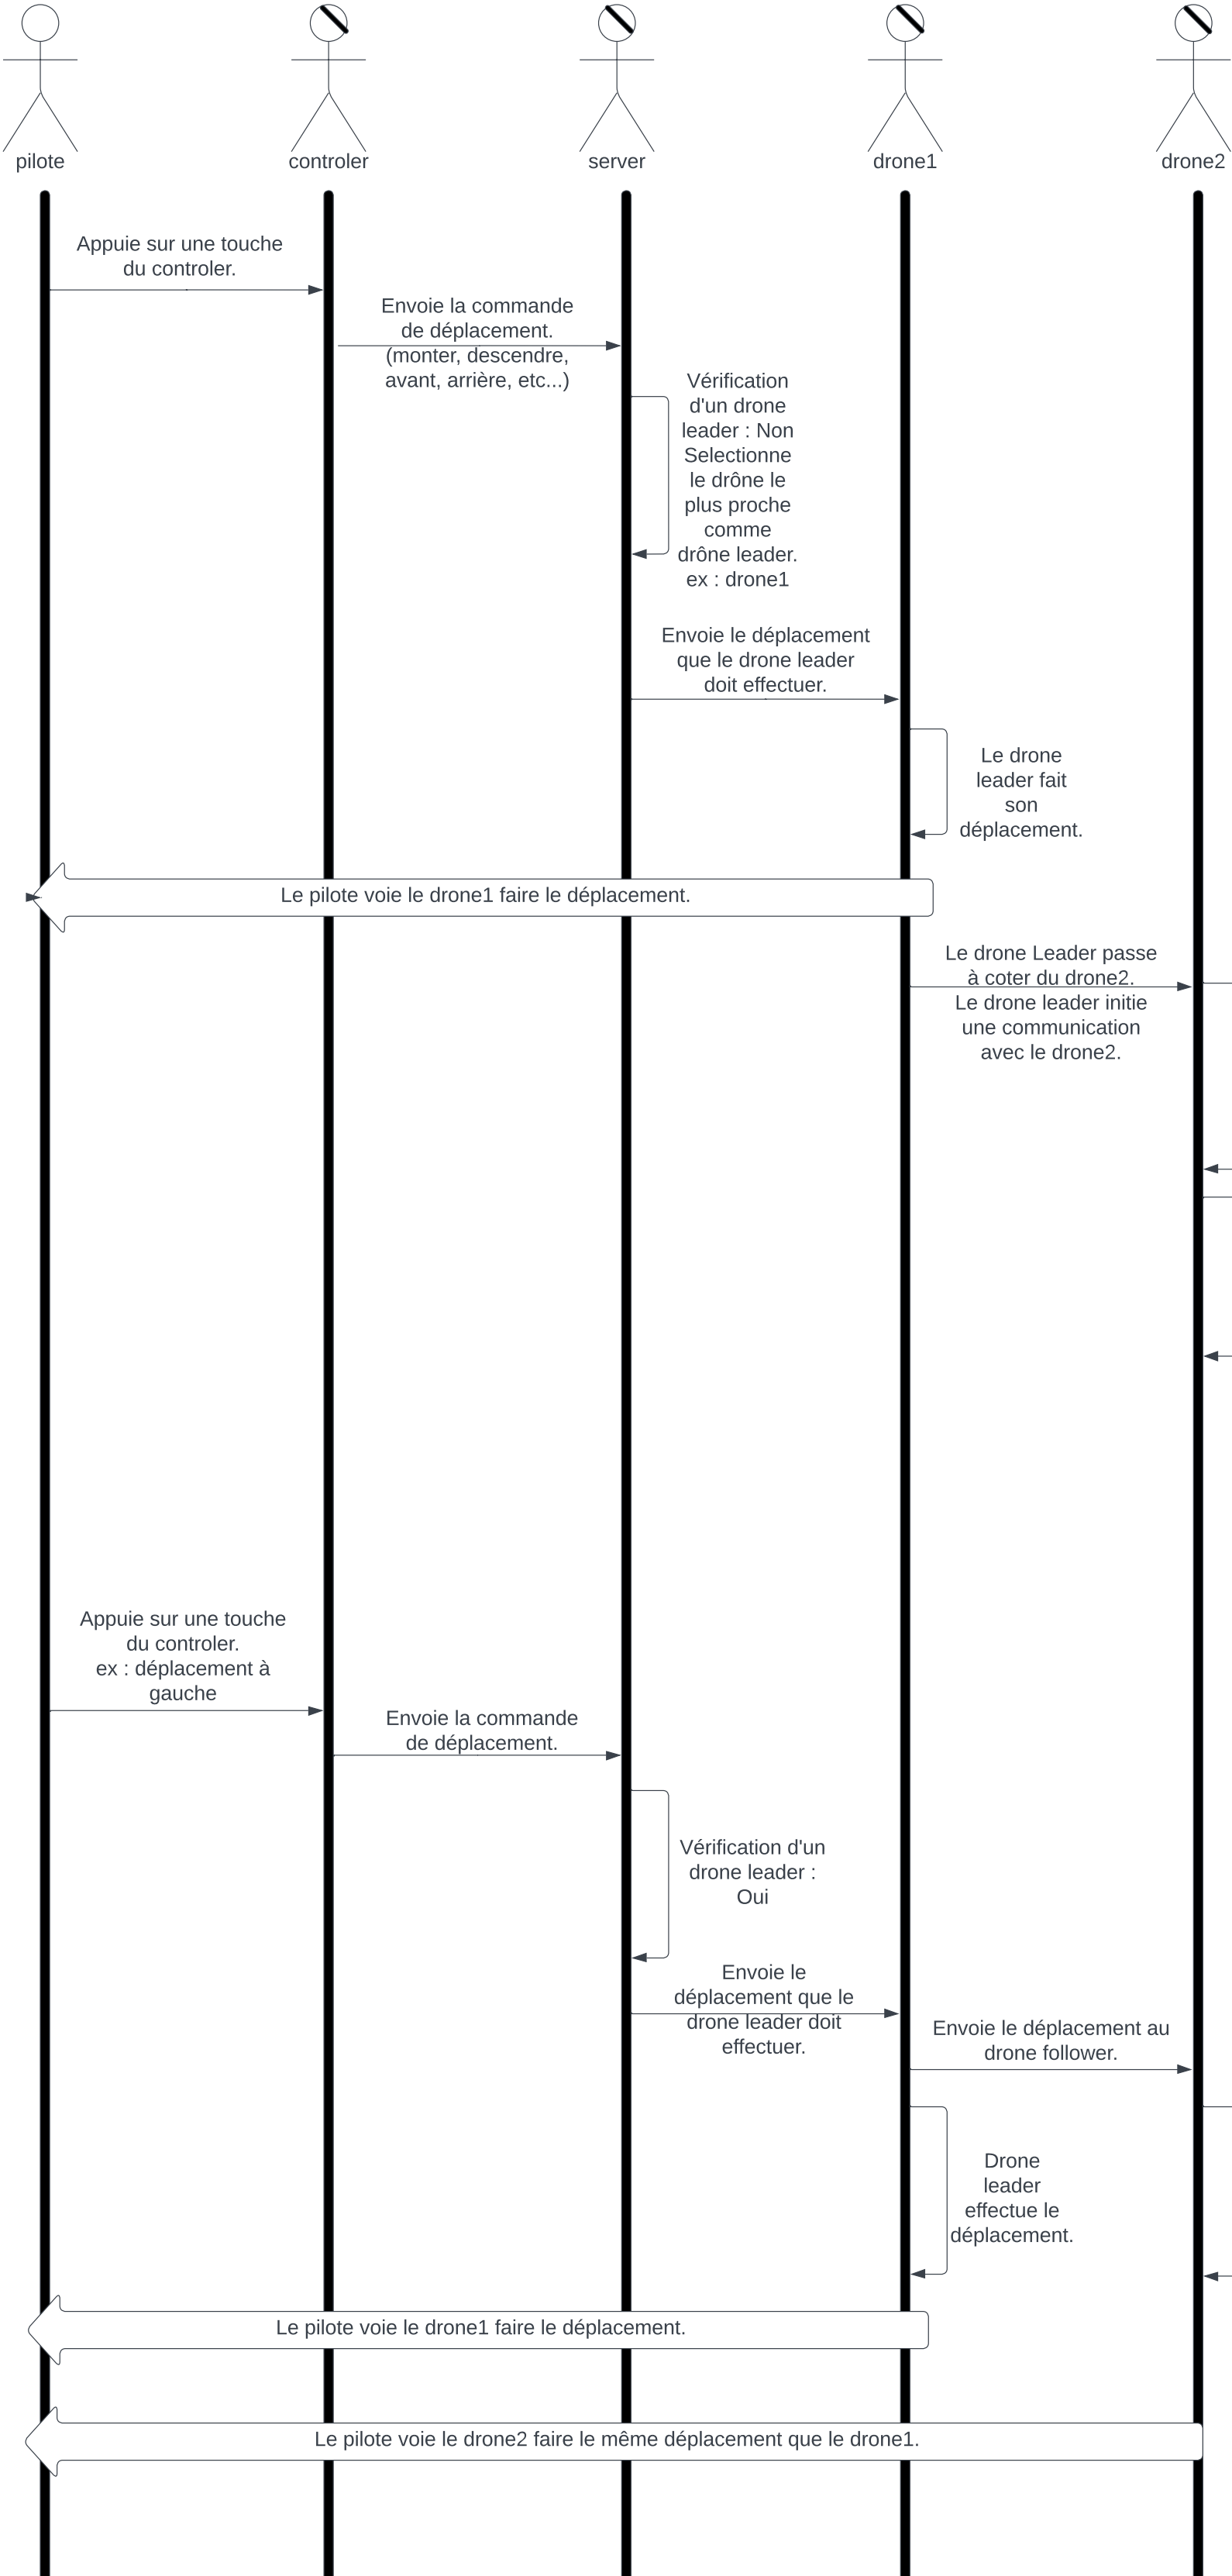 pilote
controler
server
drone1
drone2
Appuie sur une touche
du controler.
Envoie la commande
de déplacement.
(monter, descendre,
avant, arrière, etc...)
Vérification
d'un drone
leader : Non
Selectionne
le drône le
plus proche
comme
drône leader.
ex : drone1
Envoie le déplacement
que le drone leader
doit effectuer.
Le drone
leader fait
son
déplacement.
Le pilote voie le drone1 faire le déplacement.
Le drone Leader passe
à coter du drone2.
Le drone leader initie
une communication
avec le drone2.
Appuie sur une touche
du controler.
ex : déplacement à
gauche
Envoie la commande
de déplacement.
Vérification d'un
drone leader :
Oui
Envoie le
déplacement que le
drone leader doit
effectuer.
Envoie le déplacement au
drone follower.
Drone
leader
effectue le
déplacement.
Le pilote voie le drone1 faire le déplacement.
Le pilote voie le drone2 faire le même déplacement que le drone1.